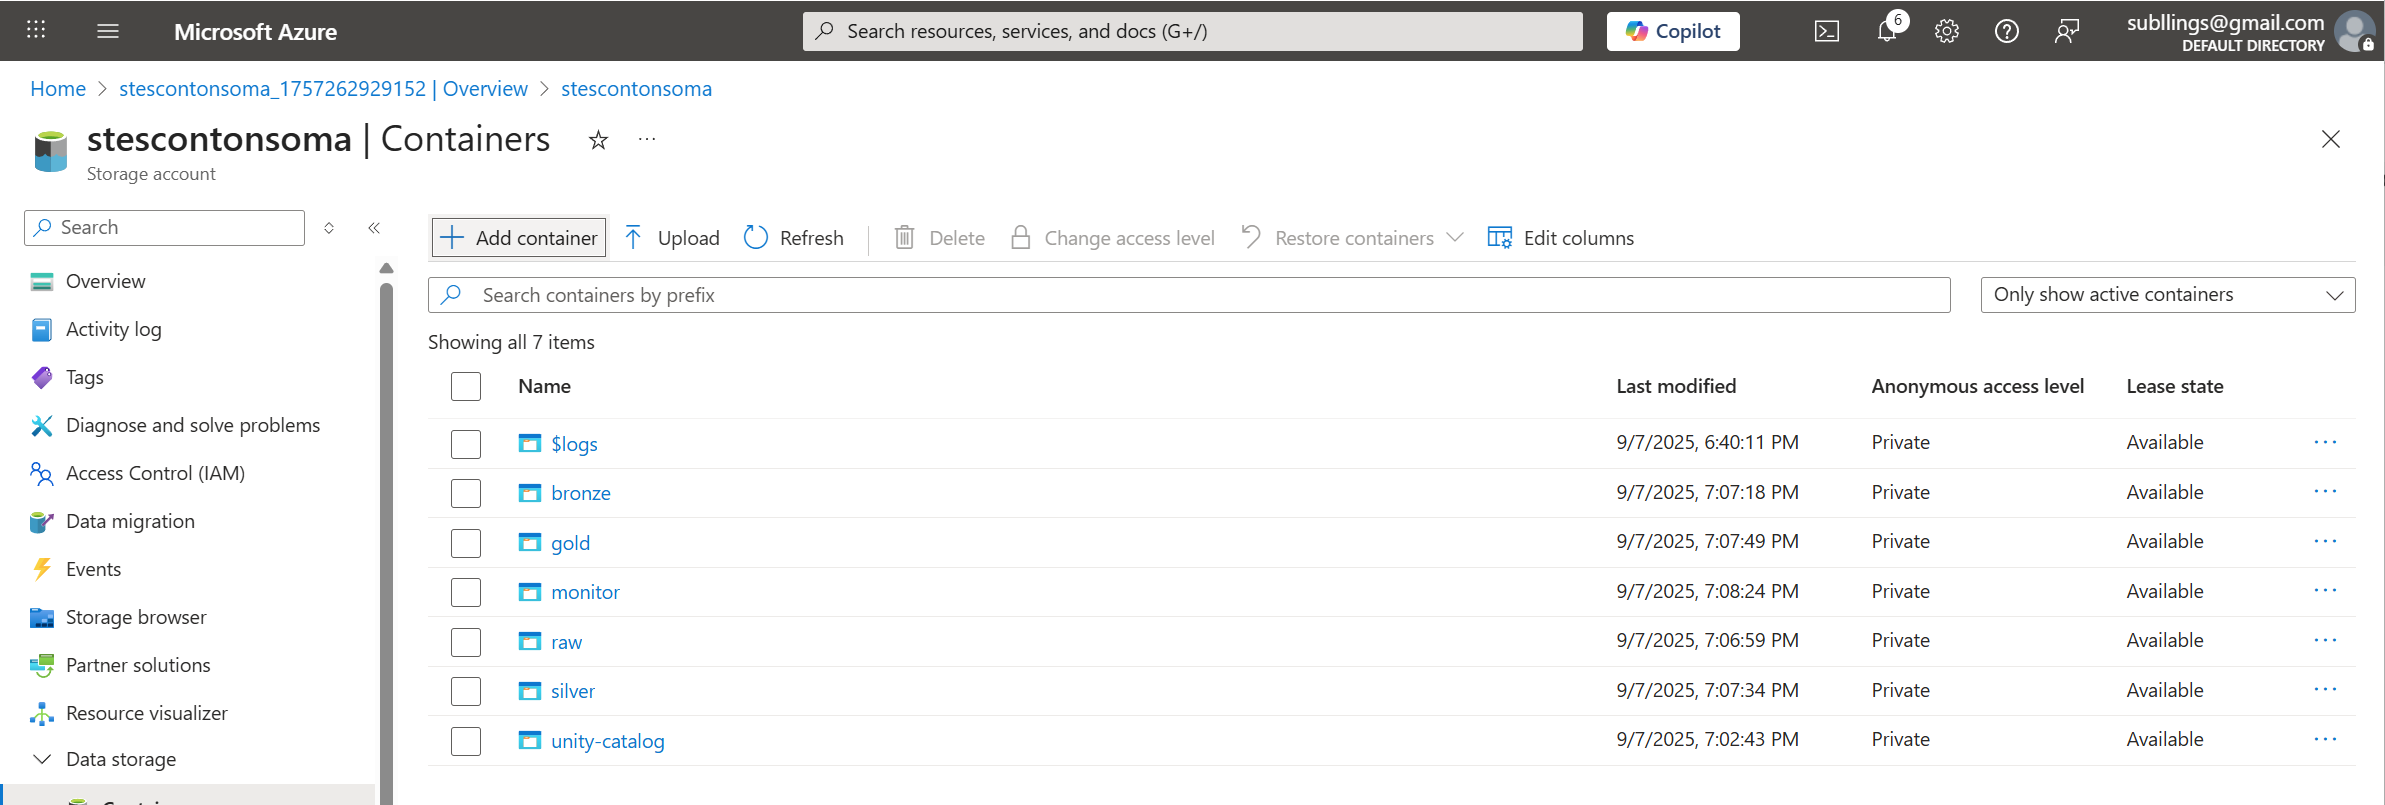 Microsoft Azure
Search resources, services, and docs (G+/)
Copilot
6
subllings@gmail.com
DEFAULT DIRECTORY
Home > stescontonsoma_1757262929152 | Overview > stescontonsoma
stescontonsoma | Containers
Storage account
Search
Overview
Activity log
Tags
Diagnose and solve problems
Access Control (IAM)
Data migration
Events
Storage browser
Partner solutions
Resource visualizer
Data storage
Add container Upload Refresh Delete Change access level Restore containers Edit columns
Search containers by prefix
Only show active containers
Showing all 7 items
Name Last modified Anonymous access level Lease state
$logs 9/7/2025, 6:40:11 PM Private Available
bronze 9/7/2025, 7:07:18 PM Private Available
gold 9/7/2025, 7:07:49 PM Private Available
monitor 9/7/2025, 7:08:24 PM Private Available
raw 9/7/2025, 7:06:59 PM Private Available
silver 9/7/2025, 7:07:34 PM Private Available
unity-catalog 9/7/2025, 7:02:43 PM Private Available